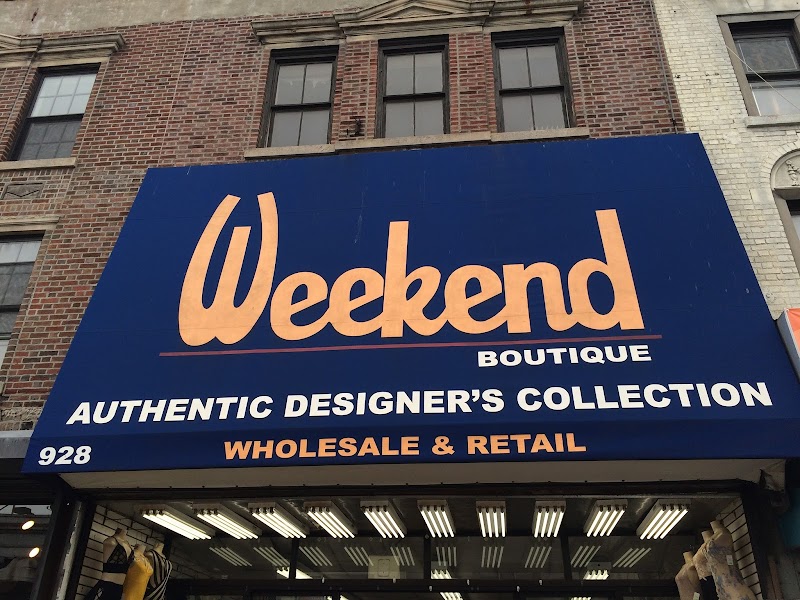 Weekend
BOUTIQUE
AUTHENTIC DESIGNER'S COLLECTION
928 WHOLESALE & RETAIL